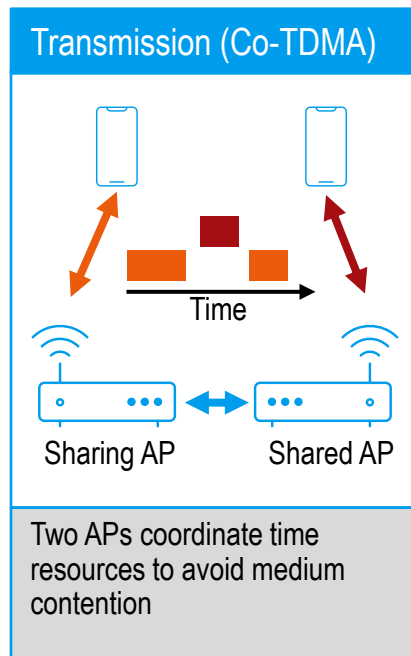 Transmission (Co-TDMA)
Time
Sharing AP
Shared AP
Two APs coordinate time
resources to avoid medium
contention